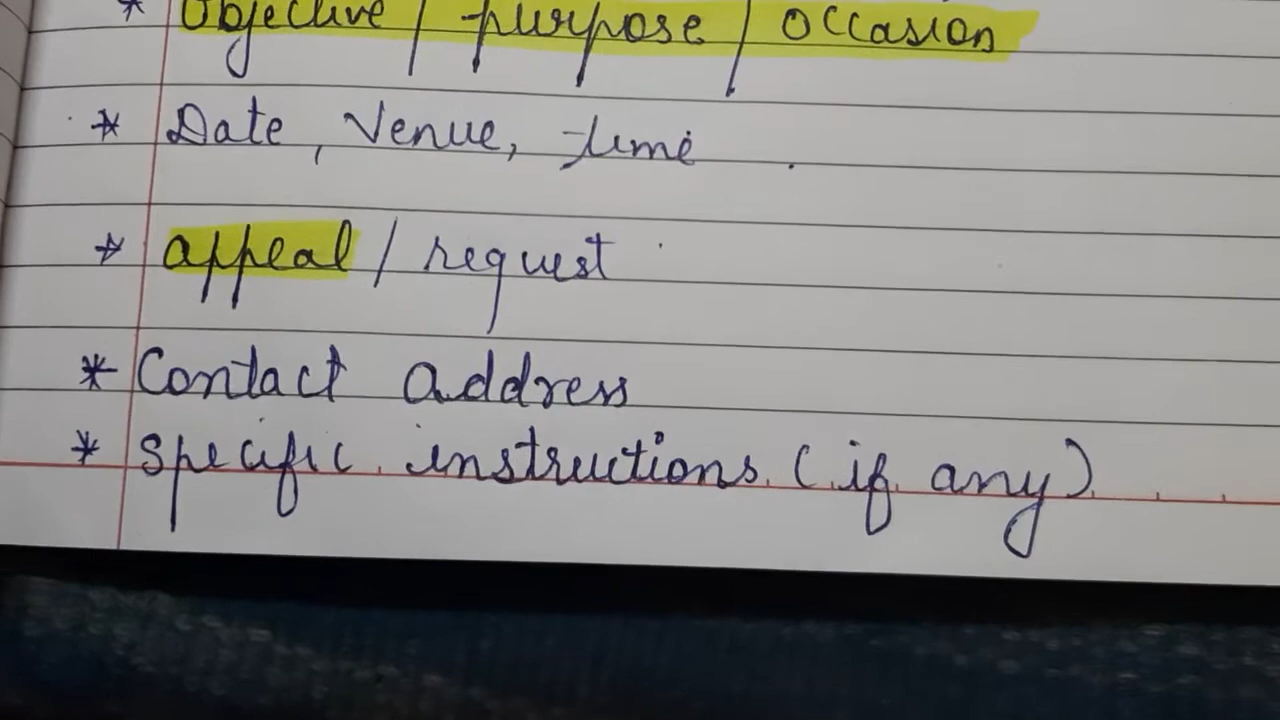 * Objective / purpose / Occasion
* Date, Venue, time
* appeal / request
* Contact address
* Specific instructions (if any)